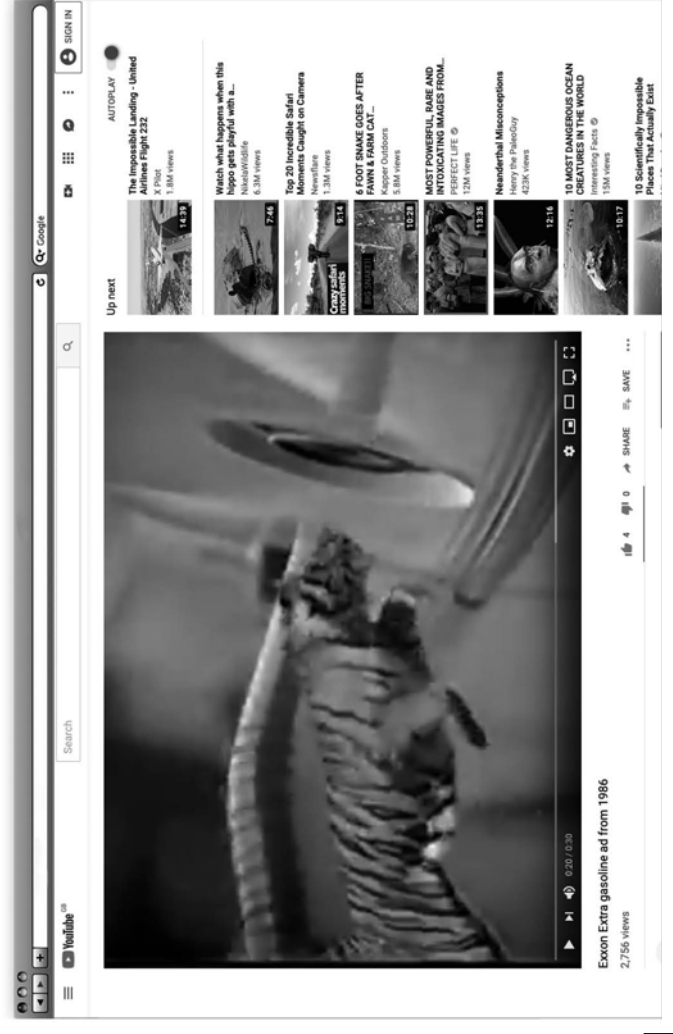 Google
YouTube GB
Search
SIGN IN
0:20 / 0:30
Exxon Extra gasoline ad from 1986
2,756 views
4
0
SHARE
SAVE
Up next
AUTOPLAY
14:39
The Impossible Landing - United
Airlines Flight 232
X Pilot
1.8M views
7:46
Watch what happens when this
hippo gets playful with a...
NikelaWildlife
6.3M views
Crazy safari
moments
9:14
Top 20 Incredible Safari
Moments Caught on Camera
Newsflare
1.3M views
BIG SNAKE!!
10:28
6 FOOT SNAKE GOES AFTER
FAWN & FARM CAT...
Kapper Outdoors
5.8M views
13:35
MOST POWERFUL, RARE AND
INTOXICATING IMAGES FROM...
PERFECT LIFE
12M views
12:16
Neanderthal Misconceptions
Henry the PaleoGuy
423K views
10:17
10 MOST DANGEROUS OCEAN
CREATURES IN THE WORLD
Interesting Facts
15M views
10 Scientifically Impossible
Places That Actually Exist